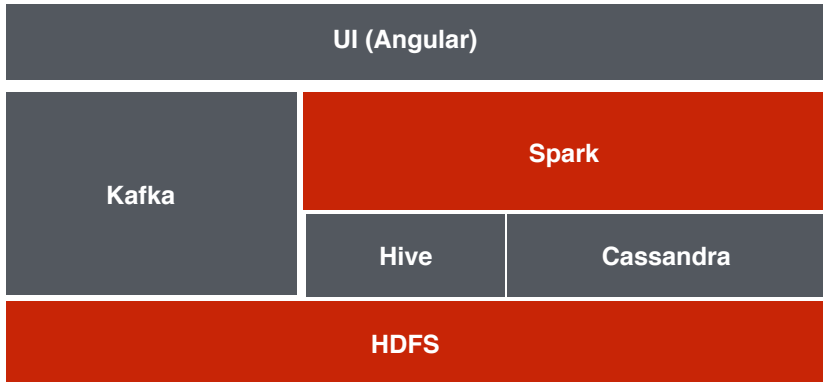 UI (Angular)
Spark
Kafka
Hive
Cassandra
HDFS